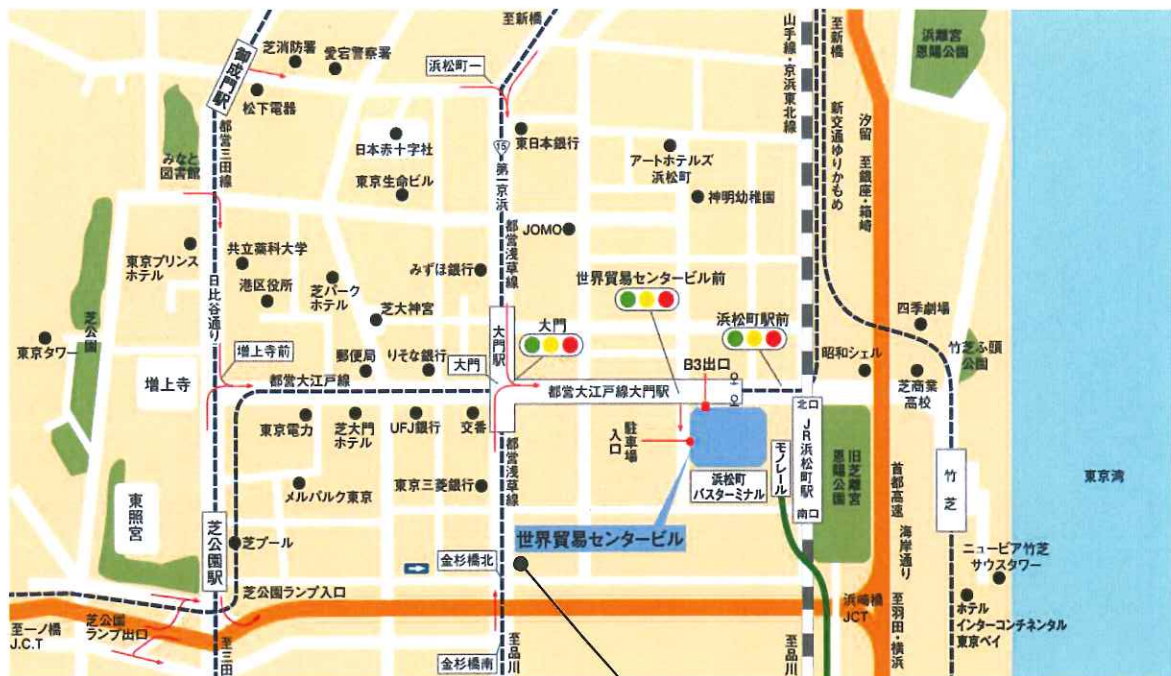 至新橋
山手線・京浜東北線
至新橋
浜離宮
恩陽公園
芝消防署
愛宕警察署
浜松町一
御成門駅
松下電器
都営三田線
日本赤十字社
東日本銀行
15
第一京浜
アートホテルズ
浜松町
新交通ゆりかもめ
汐留 至銀座・箱崎
みなと
図書館
東京生命ビル
神明幼稚園
都営浅草線
JOMO
東京プリンス
ホテル
共立薬科大学
港区役所
芝パーク
ホテル
みずほ銀行
世界貿易センタービル前
日比谷通り
芝大神宮
大門駅
大門
浜松町駅前
四季劇場
芝公園
東京タワー
増上寺前
郵便局
りそな銀行
大門
B3出口
昭和シェル
竹芝ふ頭
公園
増上寺
都営大江戸線
都営大江戸線大門駅
芝商業
高校
北口
JR浜松町駅
南口
東京電力
芝大門
ホテル
UFJ銀行
交番
都営浅草線
駐車場
入口
モノレール
旧芝離宮
恩陽公園
首都高速 海岸通り
竹芝
東京湾
メルパルク東京
東京三菱銀行
浜松町
バスターミナル
東照宮
芝公園駅
芝プール
世界貿易センタービル
金杉橋北
ニューピア竹芝
サウスタワー
芝公園ランプ入口
芝公園
ランプ出口
至一ノ橋
J.C.T
至三田
金杉橋南
至品川
至品川
浜崎橋
JCT
至羽田・横浜
ホテル
インターコンチネンタル
東京ベイ